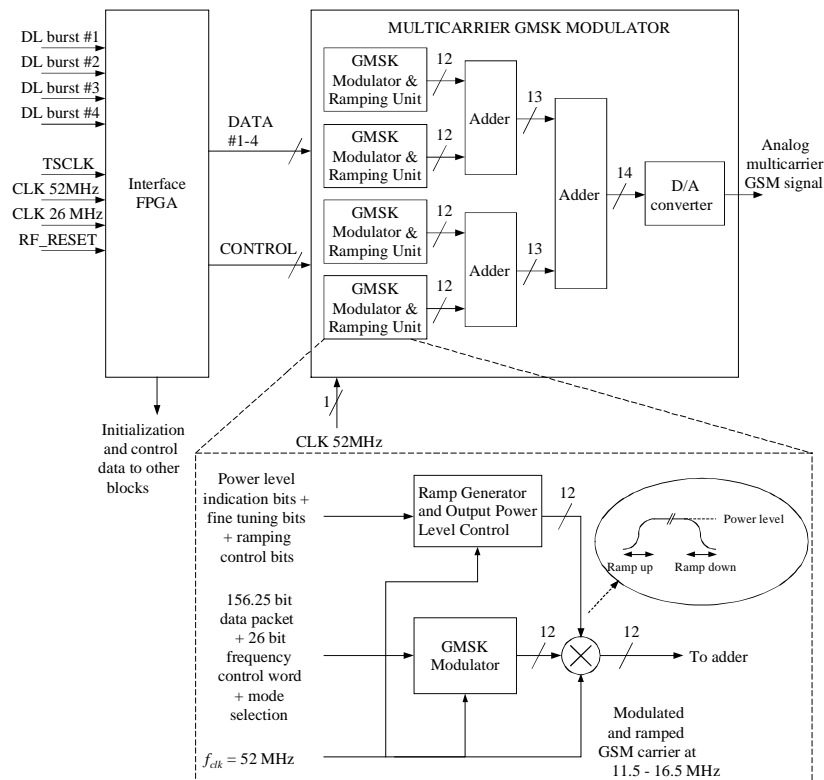 DL burst #1
DL burst #2
DL burst #3
DL burst #4
TSCLK
CLK 52MHz
CLK 26 MHz
RF_RESET
Interface
FPGA
DATA
#1-4
CONTROL
Initialization
and control
data to other
blocks
MULTICARRIER GMSK MODULATOR
GMSK
Modulator &
Ramping Unit
12
GMSK
Modulator &
Ramping Unit
12
GMSK
Modulator &
Ramping Unit
12
GMSK
Modulator &
Ramping Unit
12
Adder
13
Adder
13
Adder
14
D/A
converter
Analog
multicarrier
GSM signal
1
CLK 52MHz
Power level
indication bits +
fine tuning bits
+ ramping
control bits
Ramp Generator
and Output Power
Level Control
12
Power level
Ramp up
Ramp down
156.25 bit
data packet
+ 26 bit
frequency
control word
+ mode
selection
GMSK
Modulator
12
12
To adder
Modulated
and ramped
GSM carrier at
11.5 - 16.5 MHz
fclk = 52 MHz